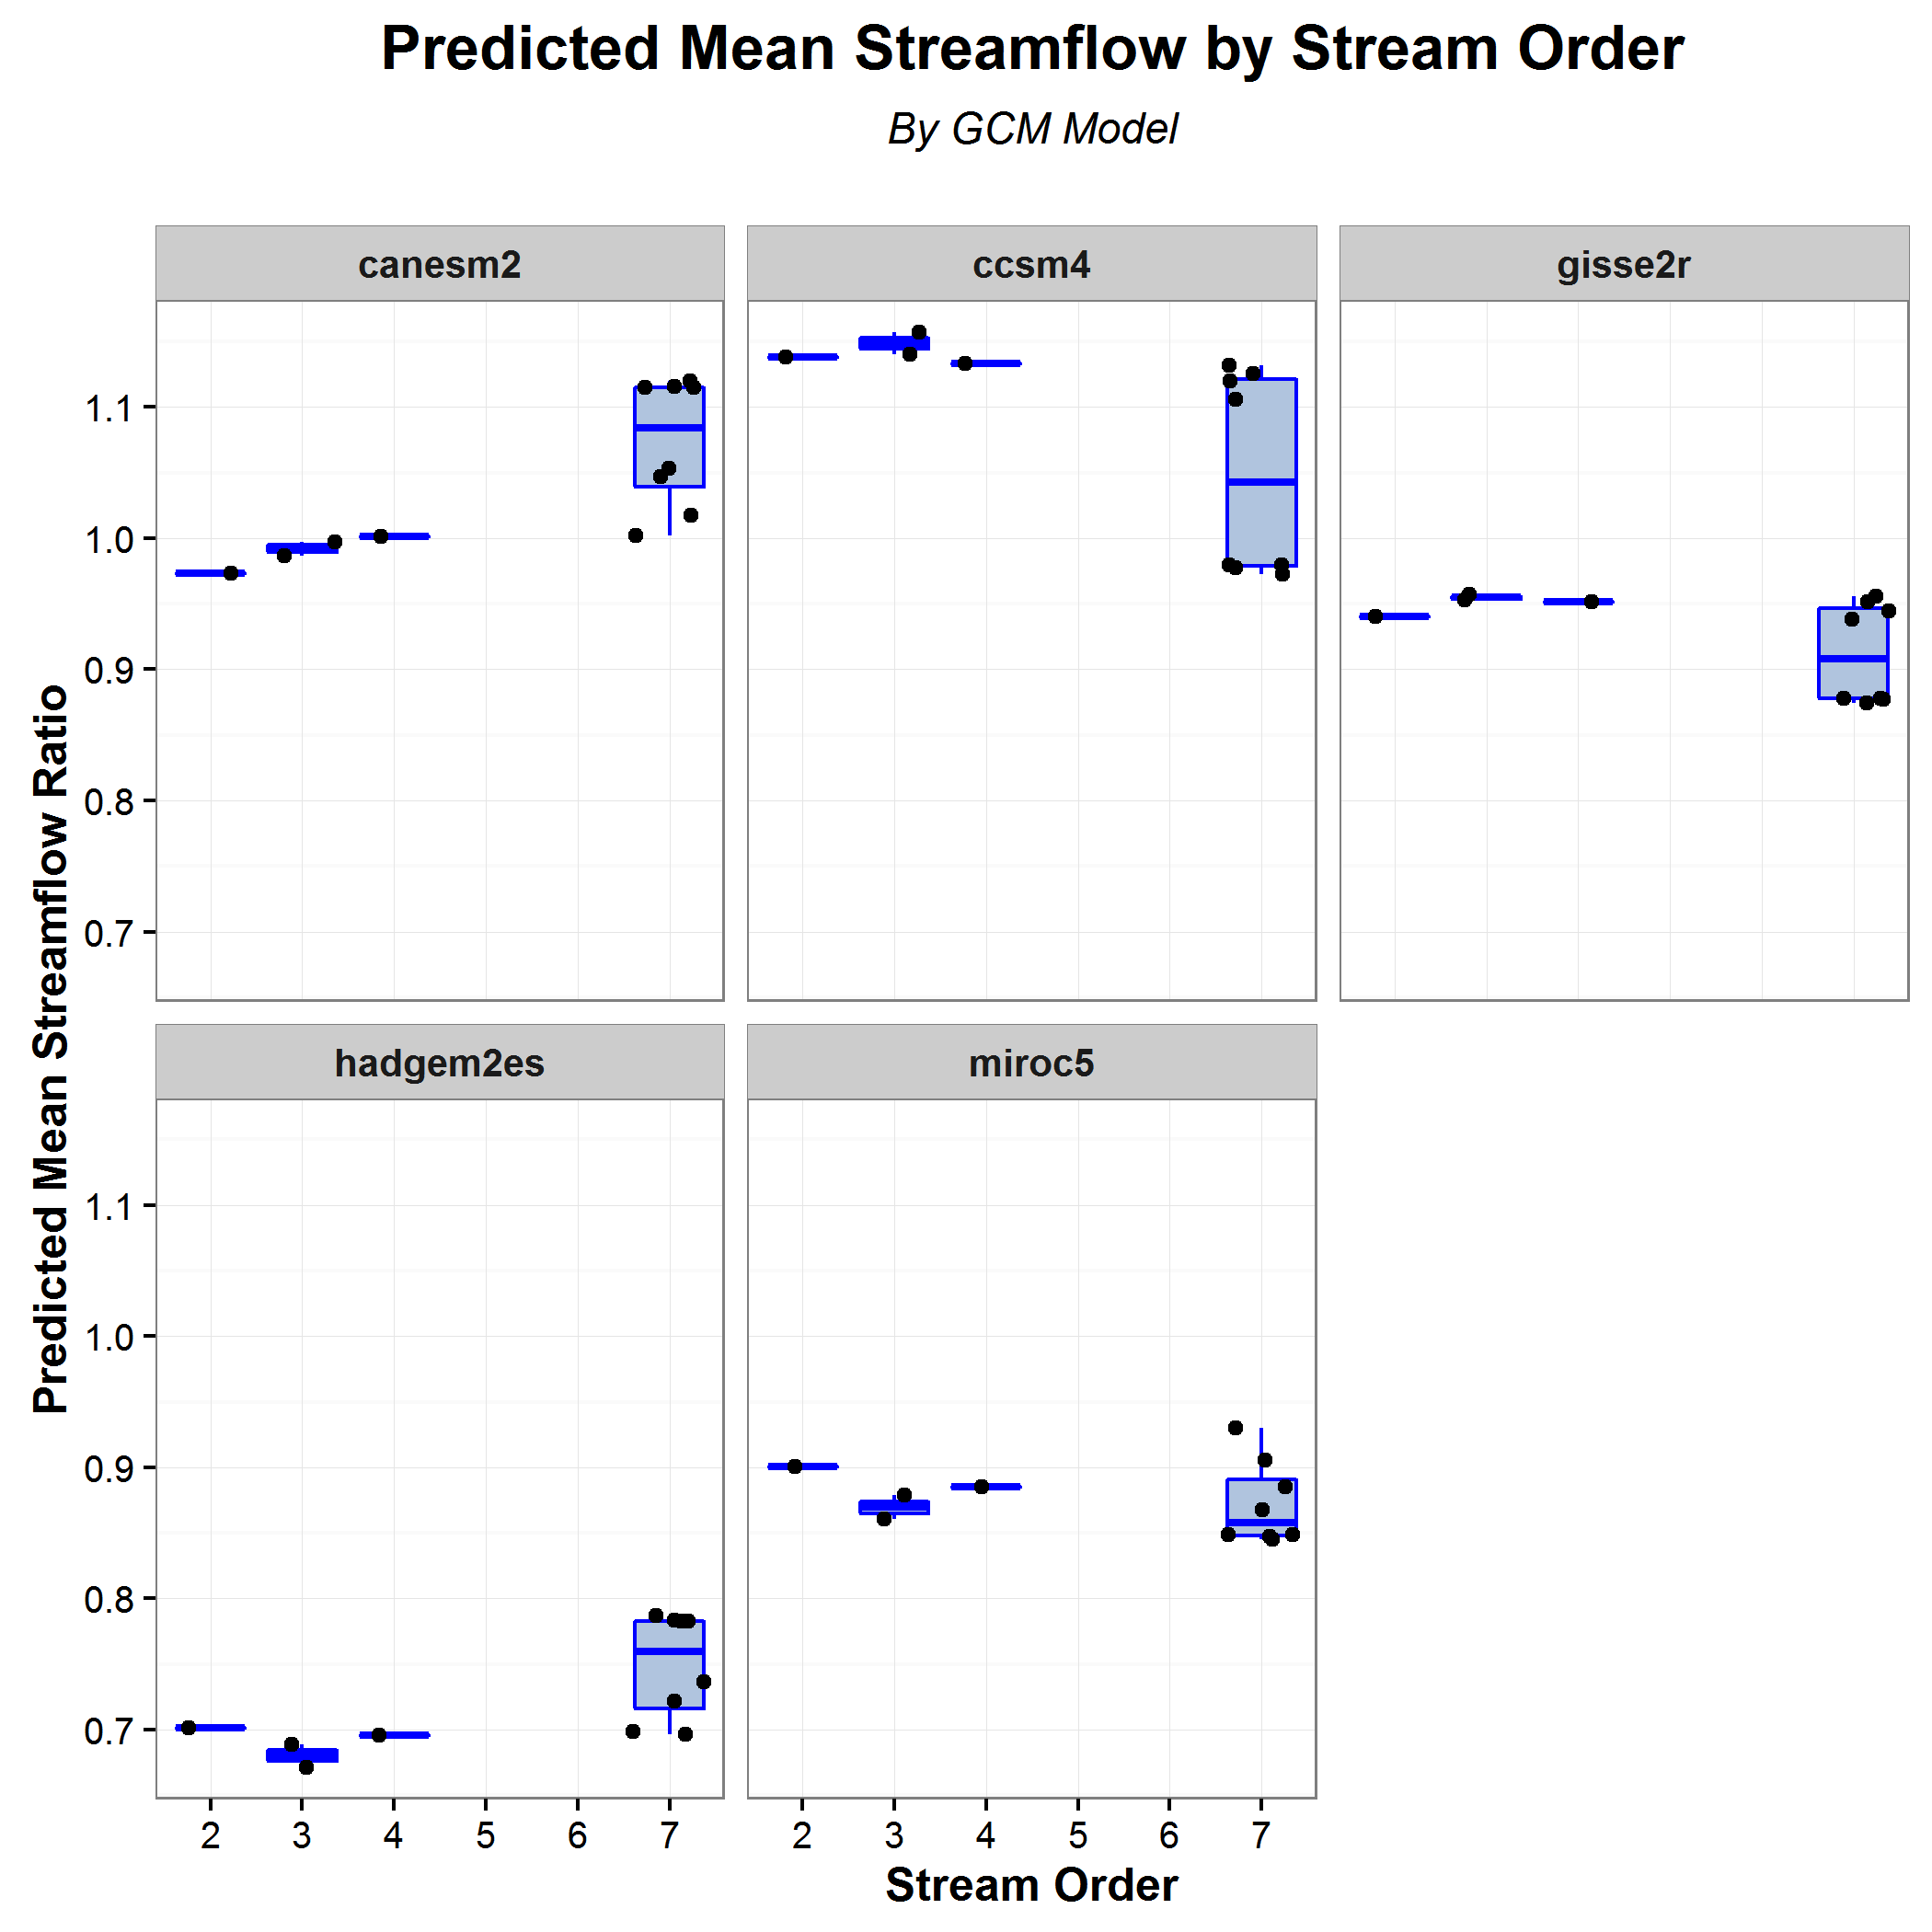 Predicted Mean Streamflow by Stream Order
By GCM Model
canesm2
ccsm4
gisse2r
1.1
1.0
0.9
0.8
0.7
Predicted Mean Streamflow Ratio
hadgem2es
miroc5
1.1
1.0
0.9
0.8
0.7
2 3 4 5 6 7
2 3 4 5 6 7
Stream Order